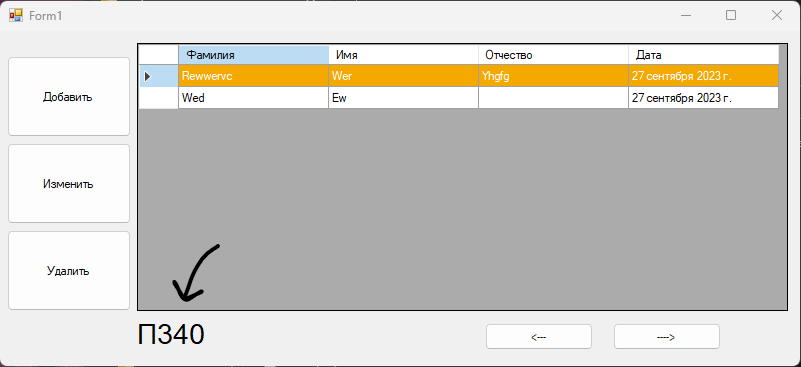 Form1
Добавить
Изменить
Удалить
Фамилия Имя Отчество Дата
Rewwervc Wer Yhgfg 27 сентября 2023 г.
Wed Ew 27 сентября 2023 г.
П340
<--- ---->